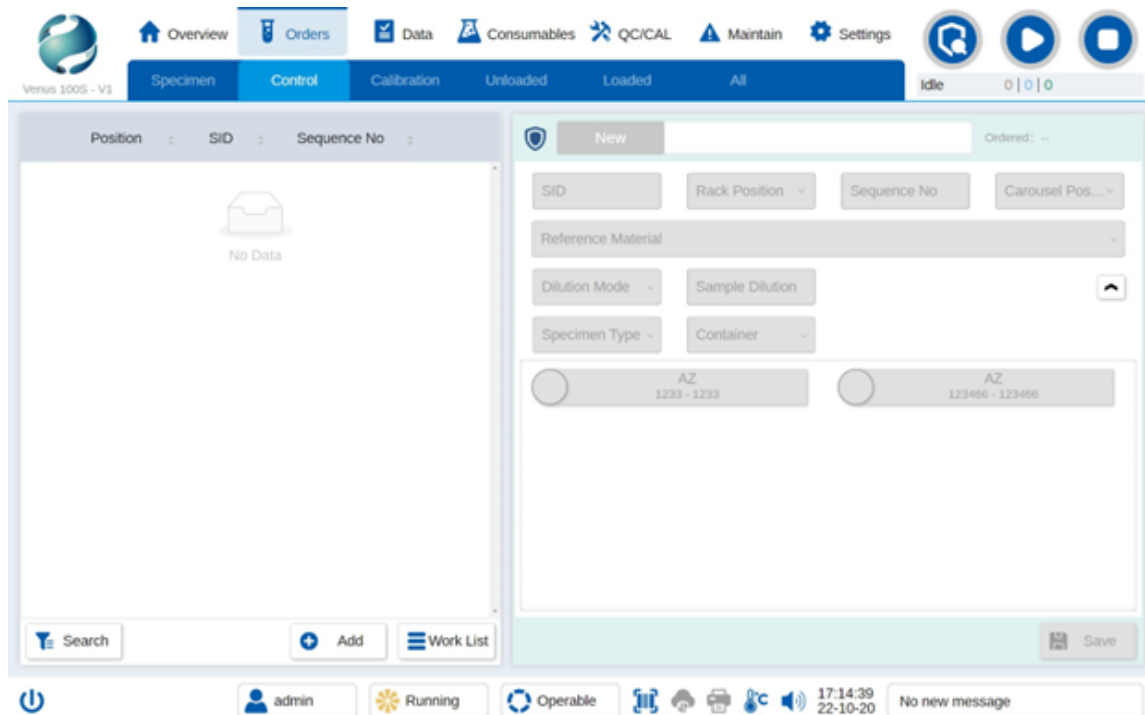 Overview Orders Data Consumables QC/CAL Maintain Settings
Venus 100S - V1
Specimen Control Calibration Unloaded Loaded All
Idle 0 | 0 | 0
Position SID Sequence No
New Ordered: --
SID Rack Position Sequence No Carousel Pos...
Reference Material
No Data
Dilution Mode Sample Dilution
Specimen Type Container
AZ
1233 - 1233
AZ
123466 - 123466
Search Add Work List
Save
admin Running Operable °C
17:14:39
22-10-20
No new message